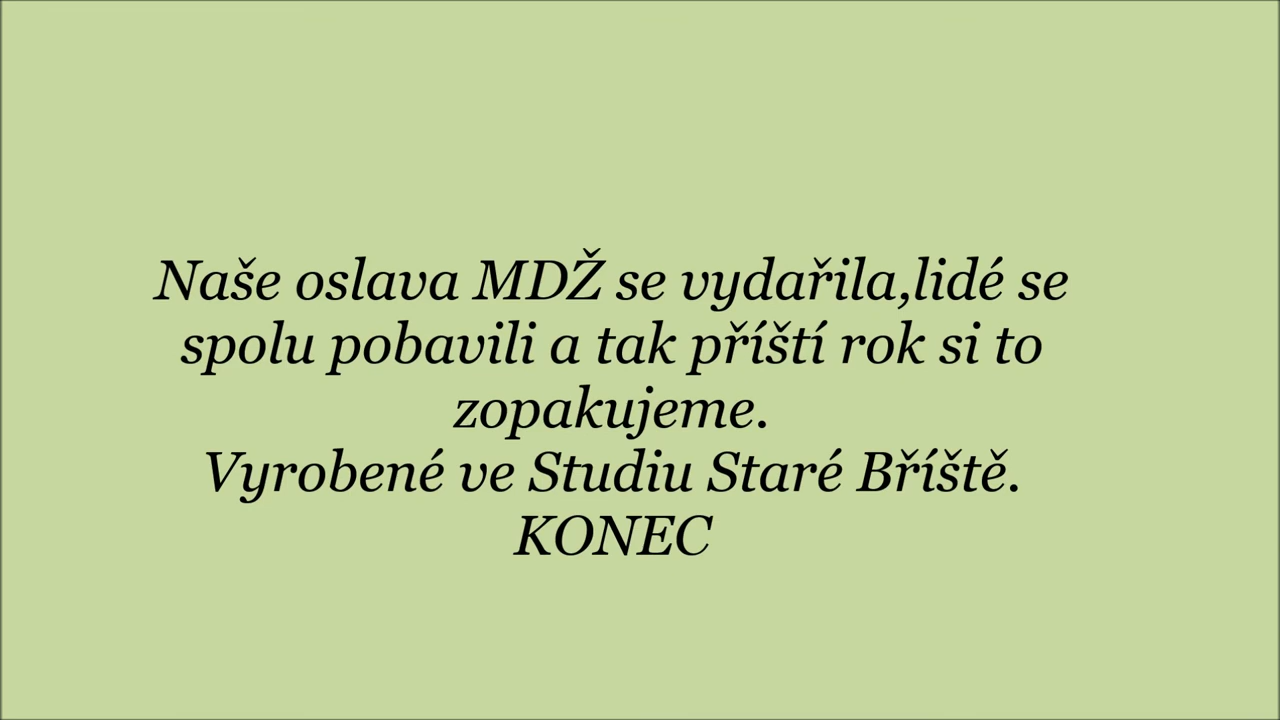 Naše oslava MDŽ se vydařila,lidé se
spolu pobavili a tak příští rok si to
zopakujeme.
Vyrobené ve Studiu Staré Bříště.
KONEC